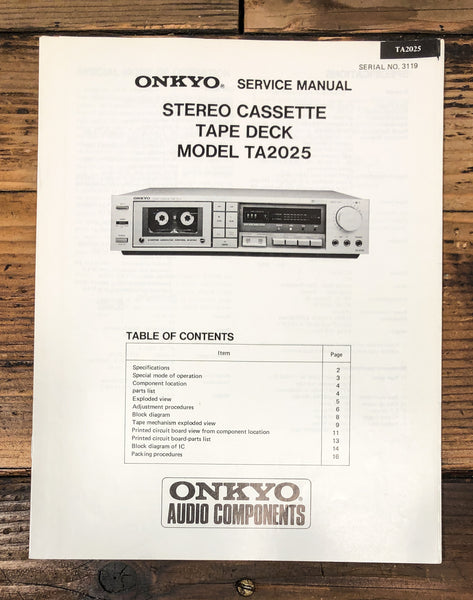 TA2025
SERIAL NO. 3119
ONKYO® SERVICE MANUAL
STEREO CASSETTE
TAPE DECK
MODEL TA2025
ONKYO
TABLE OF CONTENTS
Item Page
Specifications 2
Special mode of operation 3
Component location 4
parts list 4
Exploded view 5
Adjustment procedures 6
Block diagram 8
Tape mechanism exploded view 9
Printed circuit board view from component location 11
Printed circuit board-parts list 13
Block diagram of IC 14
Packing procedures 16
ONKYO®
AUDIO COMPONENTS